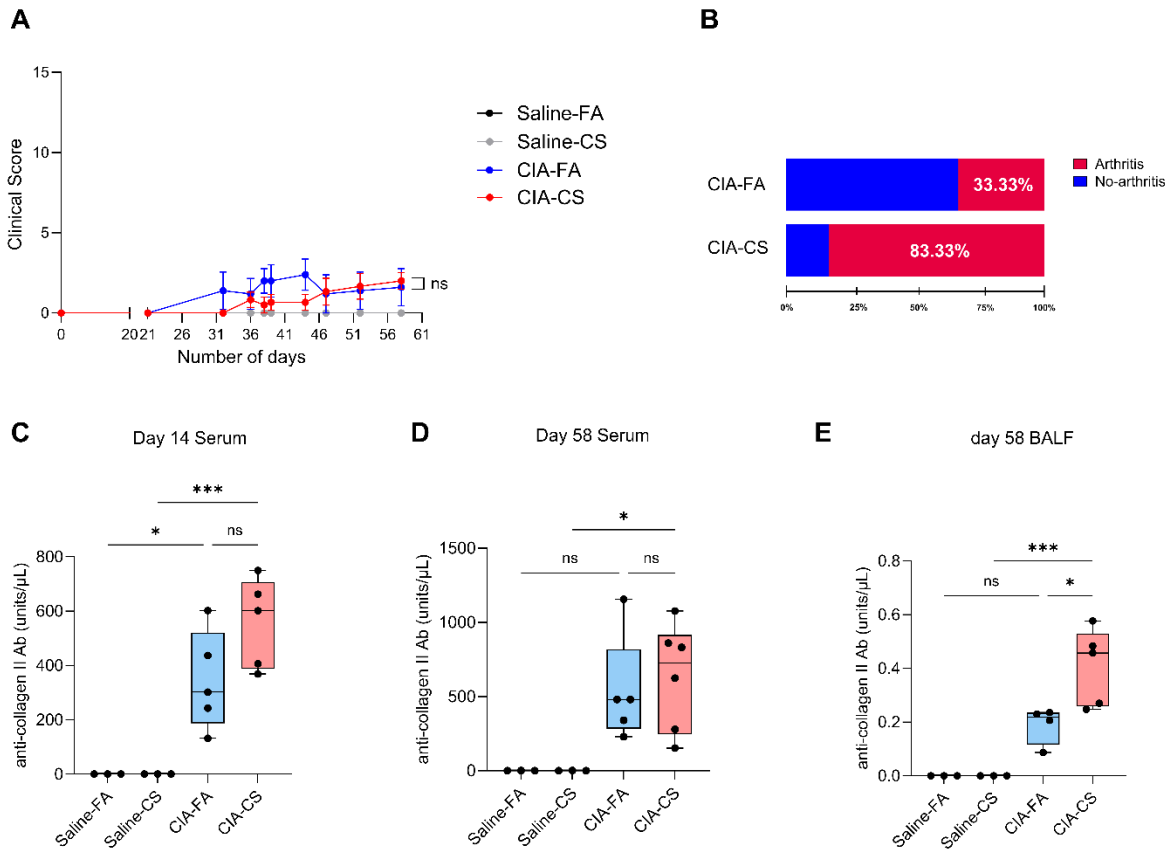 A
Clinical Score
15
10
5
0
0 20 21 26 31 36 41 46 51 56 61
Number of days
ns
Saline-FA
Saline-CS
CIA-FA
CIA-CS
B
CIA-FA
33.33%
CIA-CS
83.33%
0% 25% 50% 75% 100%
Arthritis
No-arthritis
C
Day 14 Serum
***
* ns
anti-collagen II Ab (units/µL)
800
600
400
200
0
Saline-FA
Saline-CS
CIA-FA
CIA-CS
D
Day 58 Serum
*
ns ns
anti-collagen II Ab (units/µL)
1500
1000
500
0
Saline-FA
Saline-CS
CIA-FA
CIA-CS
E
day 58 BALF
***
ns *
anti-collagen II Ab (units/µL)
0.8
0.6
0.4
0.2
0.0
Saline-FA
Saline-CS
CIA-FA
CIA-CS